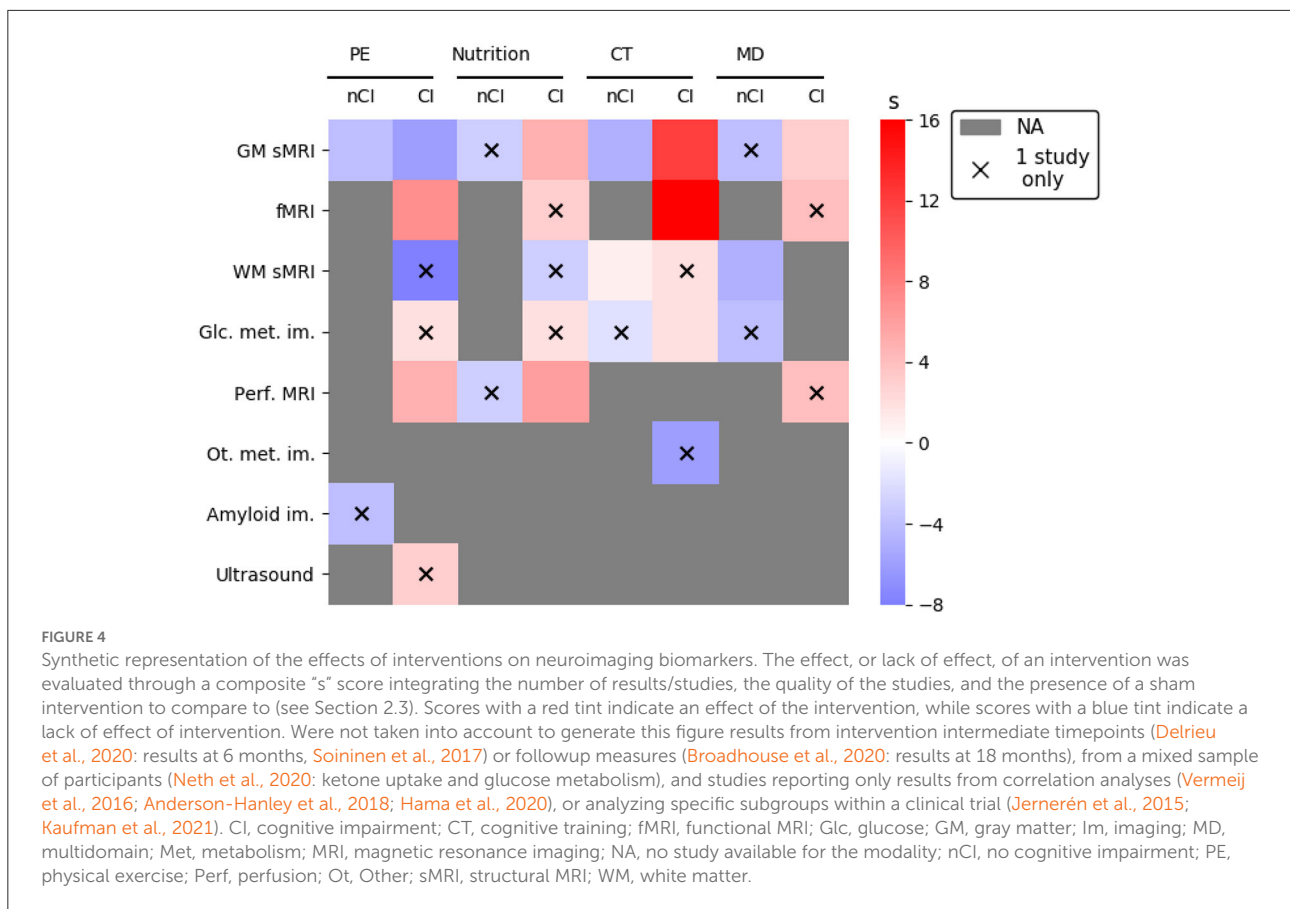 PE Nutrition CT MD
nCI CI nCI CI nCI CI nCI CI
s
GM sMRI
fMRI
WM sMRI
Glc. met. im.
Perf. MRI
Ot. met. im.
Amyloid im.
Ultrasound
16
12
8
4
0
−4
−8
NA
1 study
only
FIGURE 4
Synthetic representation of the effects of interventions on neuroimaging biomarkers. The effect, or lack of effect, of an intervention was
evaluated through a composite “s” score integrating the number of results/studies, the quality of the studies, and the presence of a sham
intervention to compare to (see Section 2.3). Scores with a red tint indicate an effect of the intervention, while scores with a blue tint indicate a
lack of effect of intervention. Were not taken into account to generate this figure results from intervention intermediate timepoints (Delrieu
et al., 2020: results at 6 months, Soininen et al., 2017) or followup measures (Broadhouse et al., 2020: results at 18 months), from a mixed sample
of participants (Neth et al., 2020: ketone uptake and glucose metabolism), and studies reporting only results from correlation analyses (Vermeij
et al., 2016; Anderson-Hanley et al., 2018; Hama et al., 2020), or analyzing specific subgroups within a clinical trial (Jernerén et al., 2015;
Kaufman et al., 2021). CI, cognitive impairment; CT, cognitive training; fMRI, functional MRI; Glc, glucose; GM, gray matter; Im, imaging; MD,
multidomain; Met, metabolism; MRI, magnetic resonance imaging; NA, no study available for the modality; nCI, no cognitive impairment; PE,
physical exercise; Perf, perfusion; Ot, Other; sMRI, structural MRI; WM, white matter.